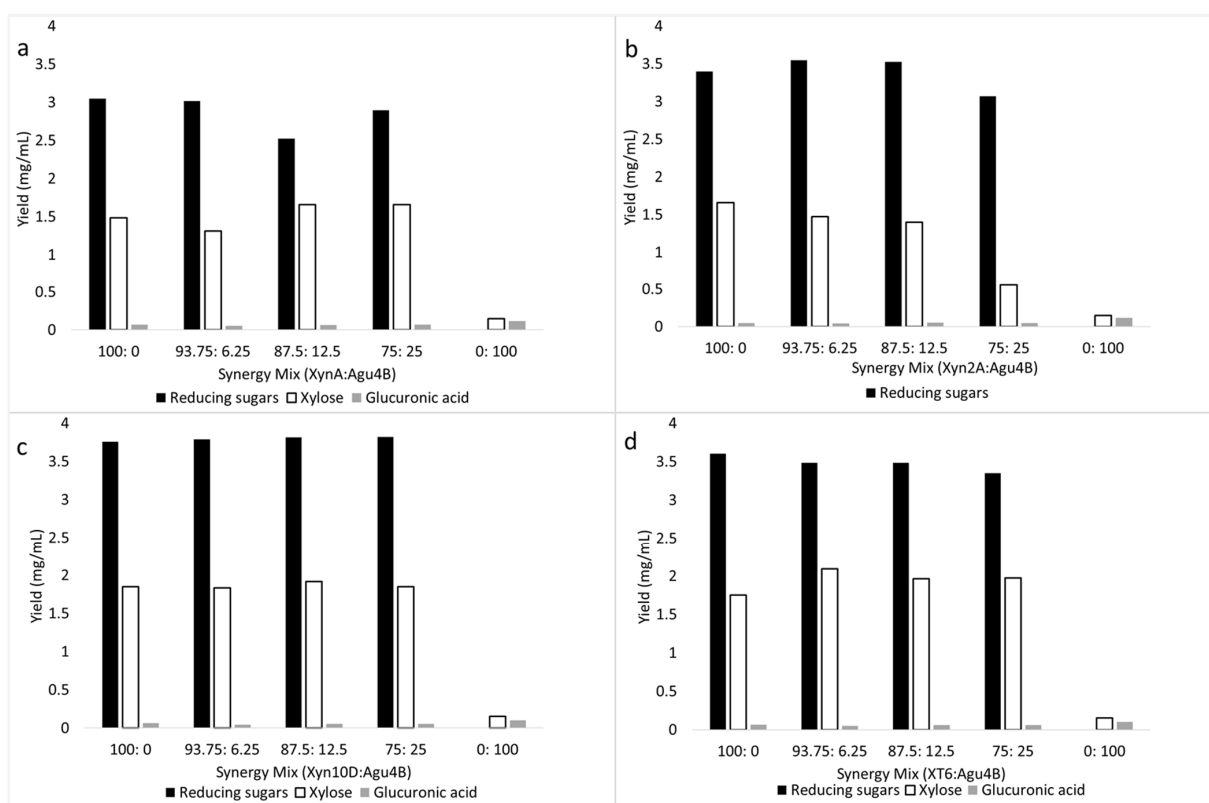 a
4
3.5
3
2.5
2
1.5
1
0.5
0
Yield (mg/mL)
100: 0 93.75: 6.25 87.5: 12.5 75: 25 0: 100
Synergy Mix (XynA:Agu4B)
Reducing sugars Xylose Glucuronic acid
b
4
3.5
3
2.5
2
1.5
1
0.5
0
Yield (mg/mL)
100: 0 93.75: 6.25 87.5: 12.5 75: 25 0: 100
Synergy Mix (Xyn2A:Agu4B)
Reducing sugars
c
4
3.5
3
2.5
2
1.5
1
0.5
0
Yield (mg/mL)
100: 0 93.75: 6.25 87.5: 12.5 75: 25 0: 100
Synergy Mix (Xyn10D:Agu4B)
Reducing sugars Xylose Glucuronic acid
d
4
3.5
3
2.5
2
1.5
1
0.5
0
Yield (mg/mL)
100: 0 93.75: 6.25 87.5: 12.5 75: 25 0: 100
Synergy Mix (XT6:Agu4B)
Reducing sugars Xylose Glucuronic acid